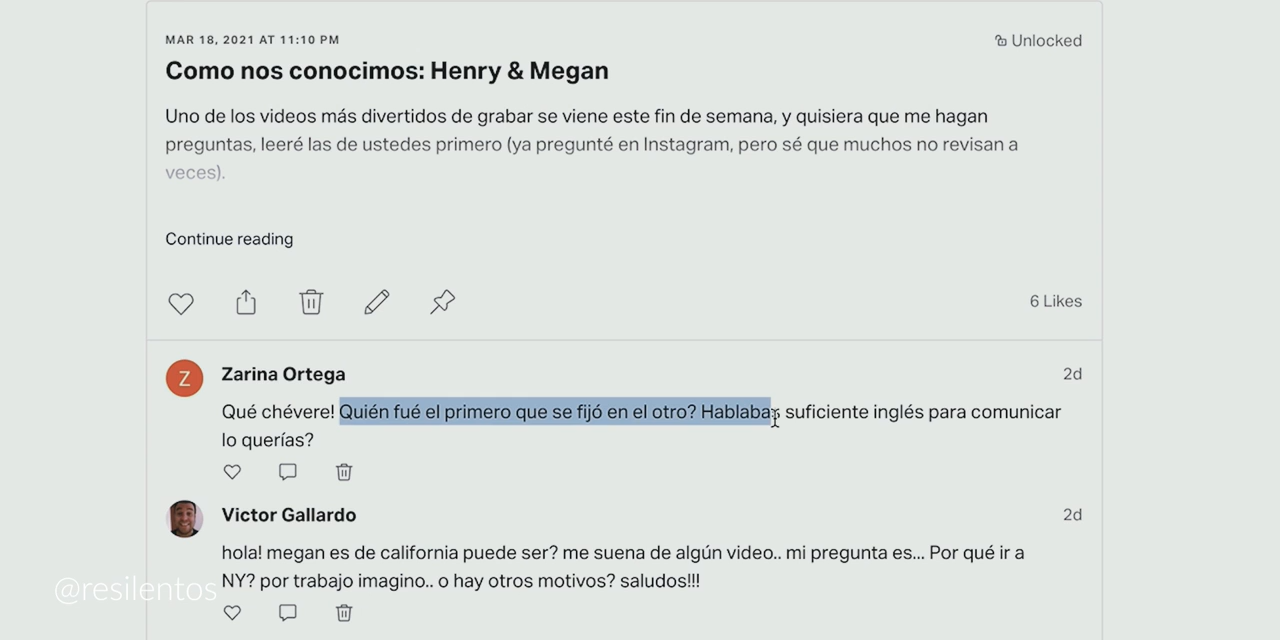 MAR 18, 2021 AT 11:10 PM
Unlocked
Como nos conocimos: Henry & Megan
Uno de los videos más divertidos de grabar se viene este fin de semana, y quisiera que me hagan
preguntas, leeré las de ustedes primero (ya pregunté en Instagram, pero sé que muchos no revisan a
veces).
Continue reading
6 Likes
Z
Zarina Ortega
2d
Qué chévere! Quién fué el primero que se fijó en el otro? Hablabas suficiente inglés para comunicar
lo querías?
Victor Gallardo
2d
hola! megan es de california puede ser? me suena de algún video.. mi pregunta es... Por qué ir a
NY? por trabajo imagino.. o hay otros motivos? saludos!!!
@resilentos